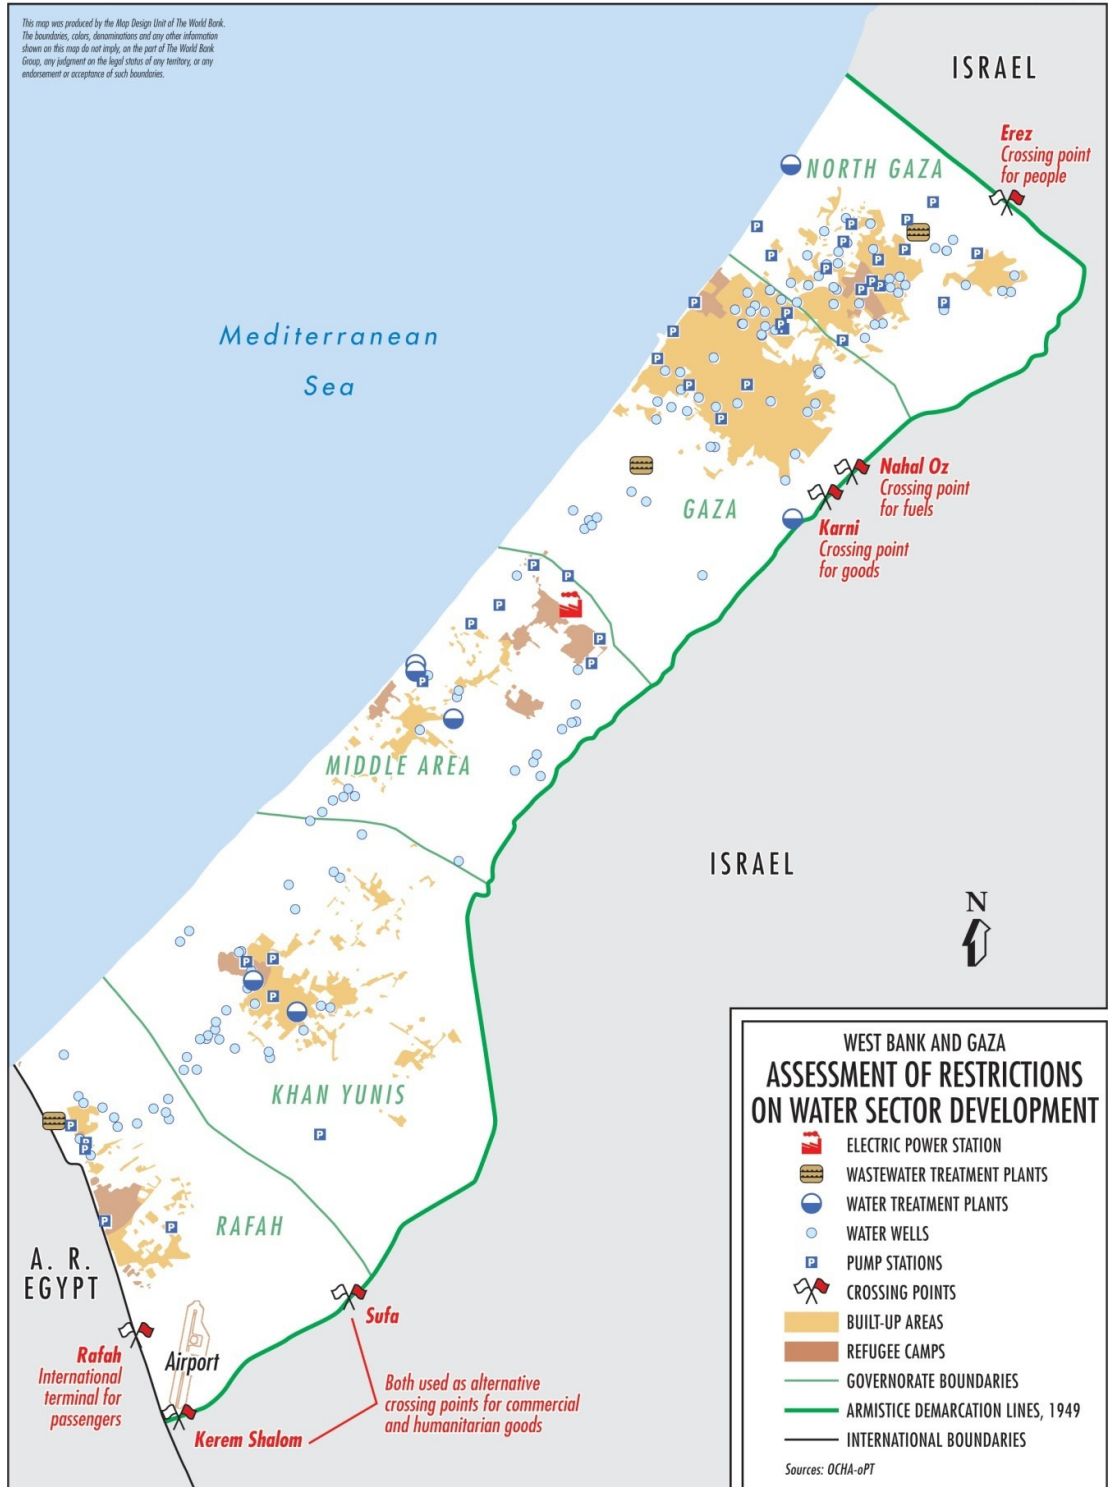 This map was produced by the Map Design Unit of The World Bank.
The boundaries, colors, denominations and any other information
shown on this map do not imply, on the part of The World Bank
Group, any judgment on the legal status of any territory, or any
endorsement or acceptance of such boundaries.
ISRAEL
Erez
Crossing point
for people
NORTH GAZA
Mediterranean
Sea
Nahal Oz
Crossing point
for fuels
GAZA
Karni
Crossing point
for goods
MIDDLE AREA
ISRAEL
N
KHAN YUNIS
RAFAH
A. R.
EGYPT
Sufa
Rafah
International
terminal for
passengers
Airport
Both used as alternative
crossing points for commercial
and humanitarian goods
Kerem Shalom
WEST BANK AND GAZA
ASSESSMENT OF RESTRICTIONS
ON WATER SECTOR DEVELOPMENT
ELECTRIC POWER STATION
WASTEWATER TREATMENT PLANTS
WATER TREATMENT PLANTS
WATER WELLS
P PUMP STATIONS
CROSSING POINTS
BUILT-UP AREAS
REFUGEE CAMPS
GOVERNORATE BOUNDARIES
ARMISTICE DEMARCATION LINES, 1949
INTERNATIONAL BOUNDARIES
Sources: OCHA-oPT